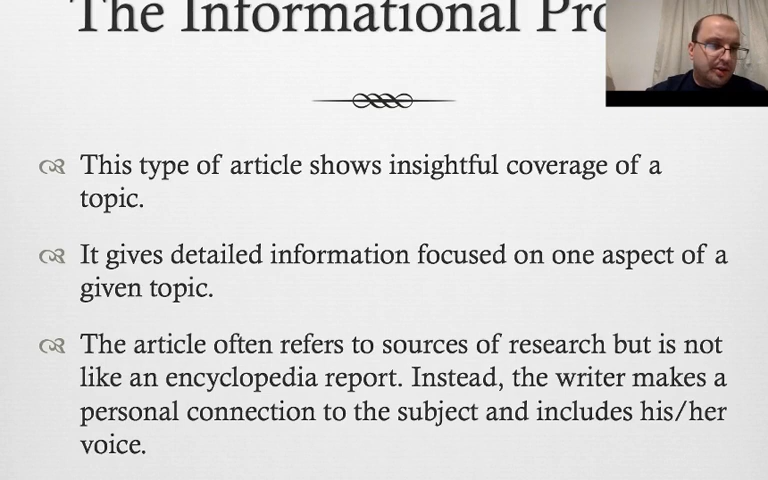 The Informational Pro
This type of article shows insightful coverage of a
topic.
It gives detailed information focused on one aspect of a
given topic.
The article often refers to sources of research but is not
like an encyclopedia report. Instead, the writer makes a
personal connection to the subject and includes his/her
voice.